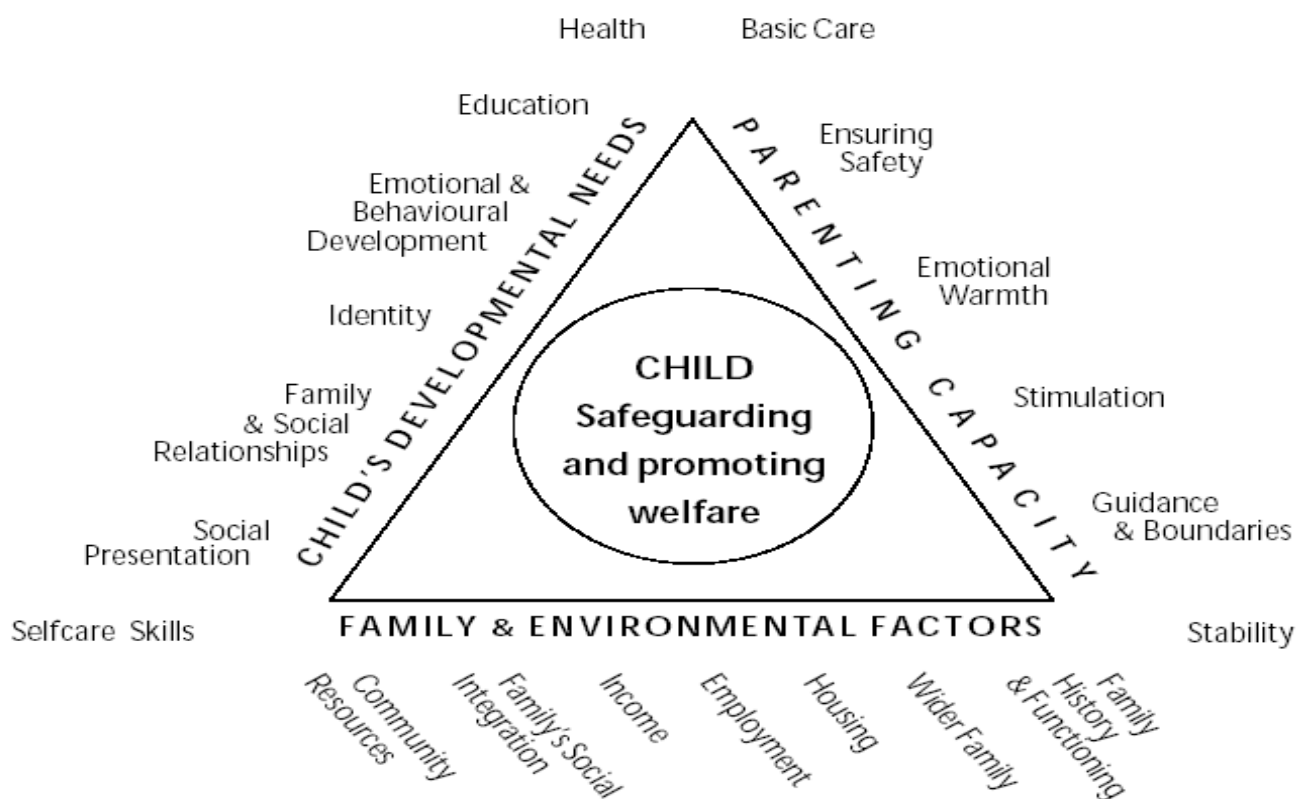 Health
Basic Care
Education
Emotional &
Behavioural
Development
Identity
Family
& Social
Relationships
Social
Presentation
Selfcare Skills
CHILD'S DEVELOPMENTAL NEEDS
CHILD
Safeguarding
and promoting
welfare
PARENTING CAPACITY
Ensuring
Safety
Emotional
Warmth
Stimulation
Guidance
& Boundaries
Stability
FAMILY & ENVIRONMENTAL FACTORS
Community
Resources
Family's Social
Integration
Income
Employment
Housing
Wider Family
Family
History
& Functioning